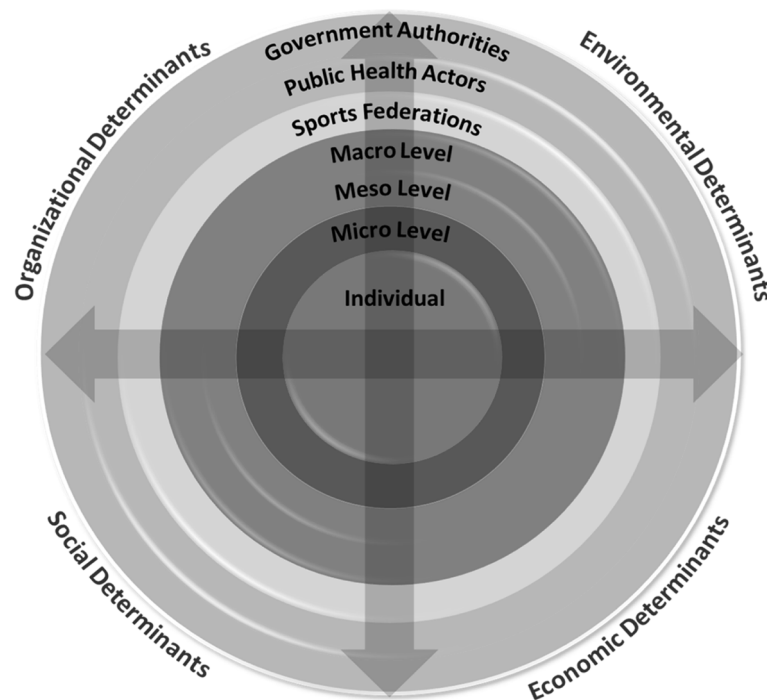 Government Authorities
Public Health Actors
Sports Federations
Macro Level
Meso Level
Micro Level
Individual
Organizational Determinants
Environmental Determinants
Social Determinants
Economic Determinants